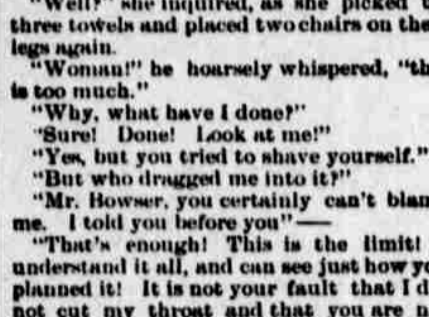 "Well?" she inquired, as she picked
three towels and placed two chairs on
legs again.
"Woman!" he hoarsely whispered,
is too much."
"Why, what have I done?"
"Sure! Done! Look at me!"
"Yes, but you tried to shave yourself."
"But who dragged me into it?"
"Mr. Bowser, you certainly can't
me. I told you before you"—
"That's enough! This is the limit!
understand it all, and can see just how
planned it! It is not your fault that I
not cut my throat and that you are